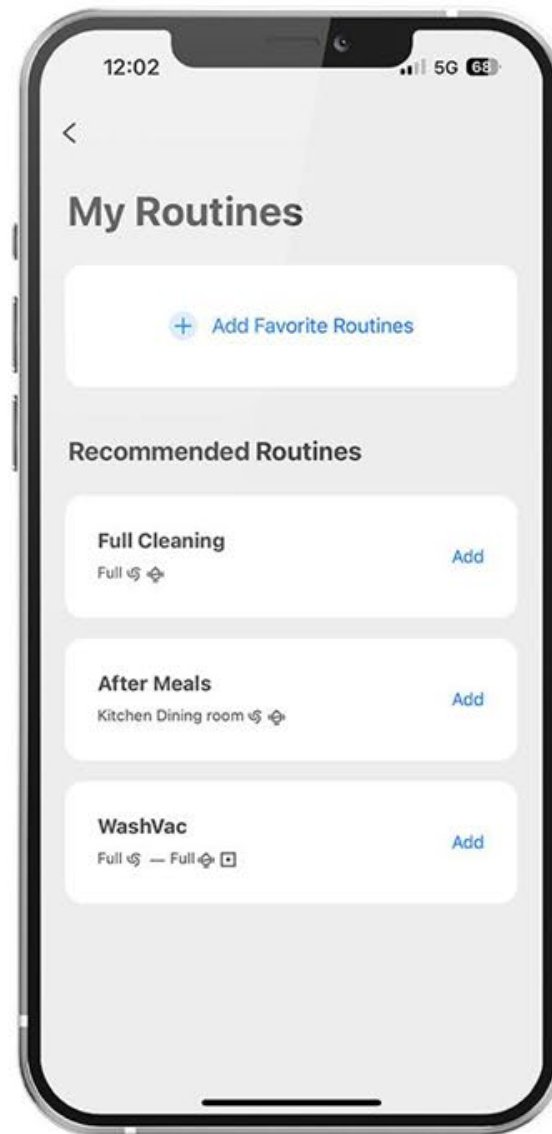 12:02
5G 68
My Routines
+ Add Favorite Routines
Recommended Routines
Full Cleaning
Add
Full
After Meals
Add
Kitchen Dining room
WashVac
Add
Full — Full